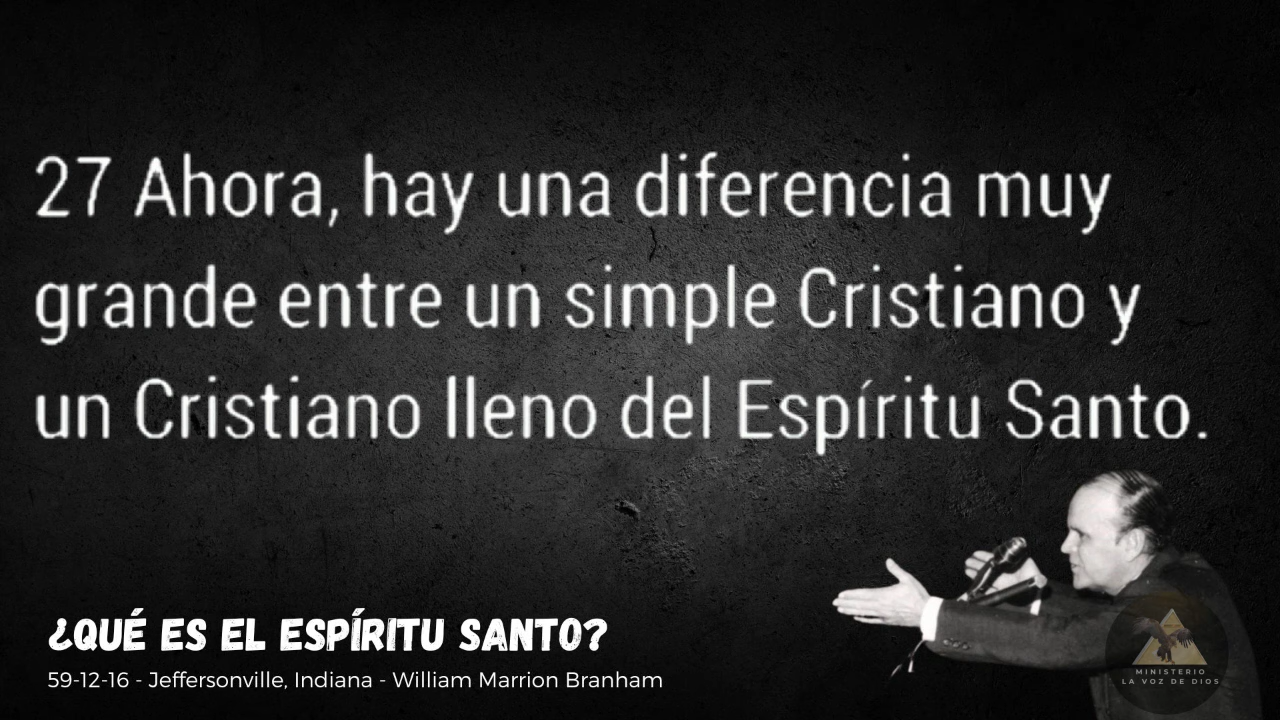 27 Ahora, hay una diferencia muy
grande entre un simple Cristiano y
un Cristiano lleno del Espíritu Santo.
¿QUÉ ES EL ESPÍRITU SANTO?
59-12-16 - Jeffersonville, Indiana - William Marrion Branham
MINISTERIO
LA VOZ DE DIOS